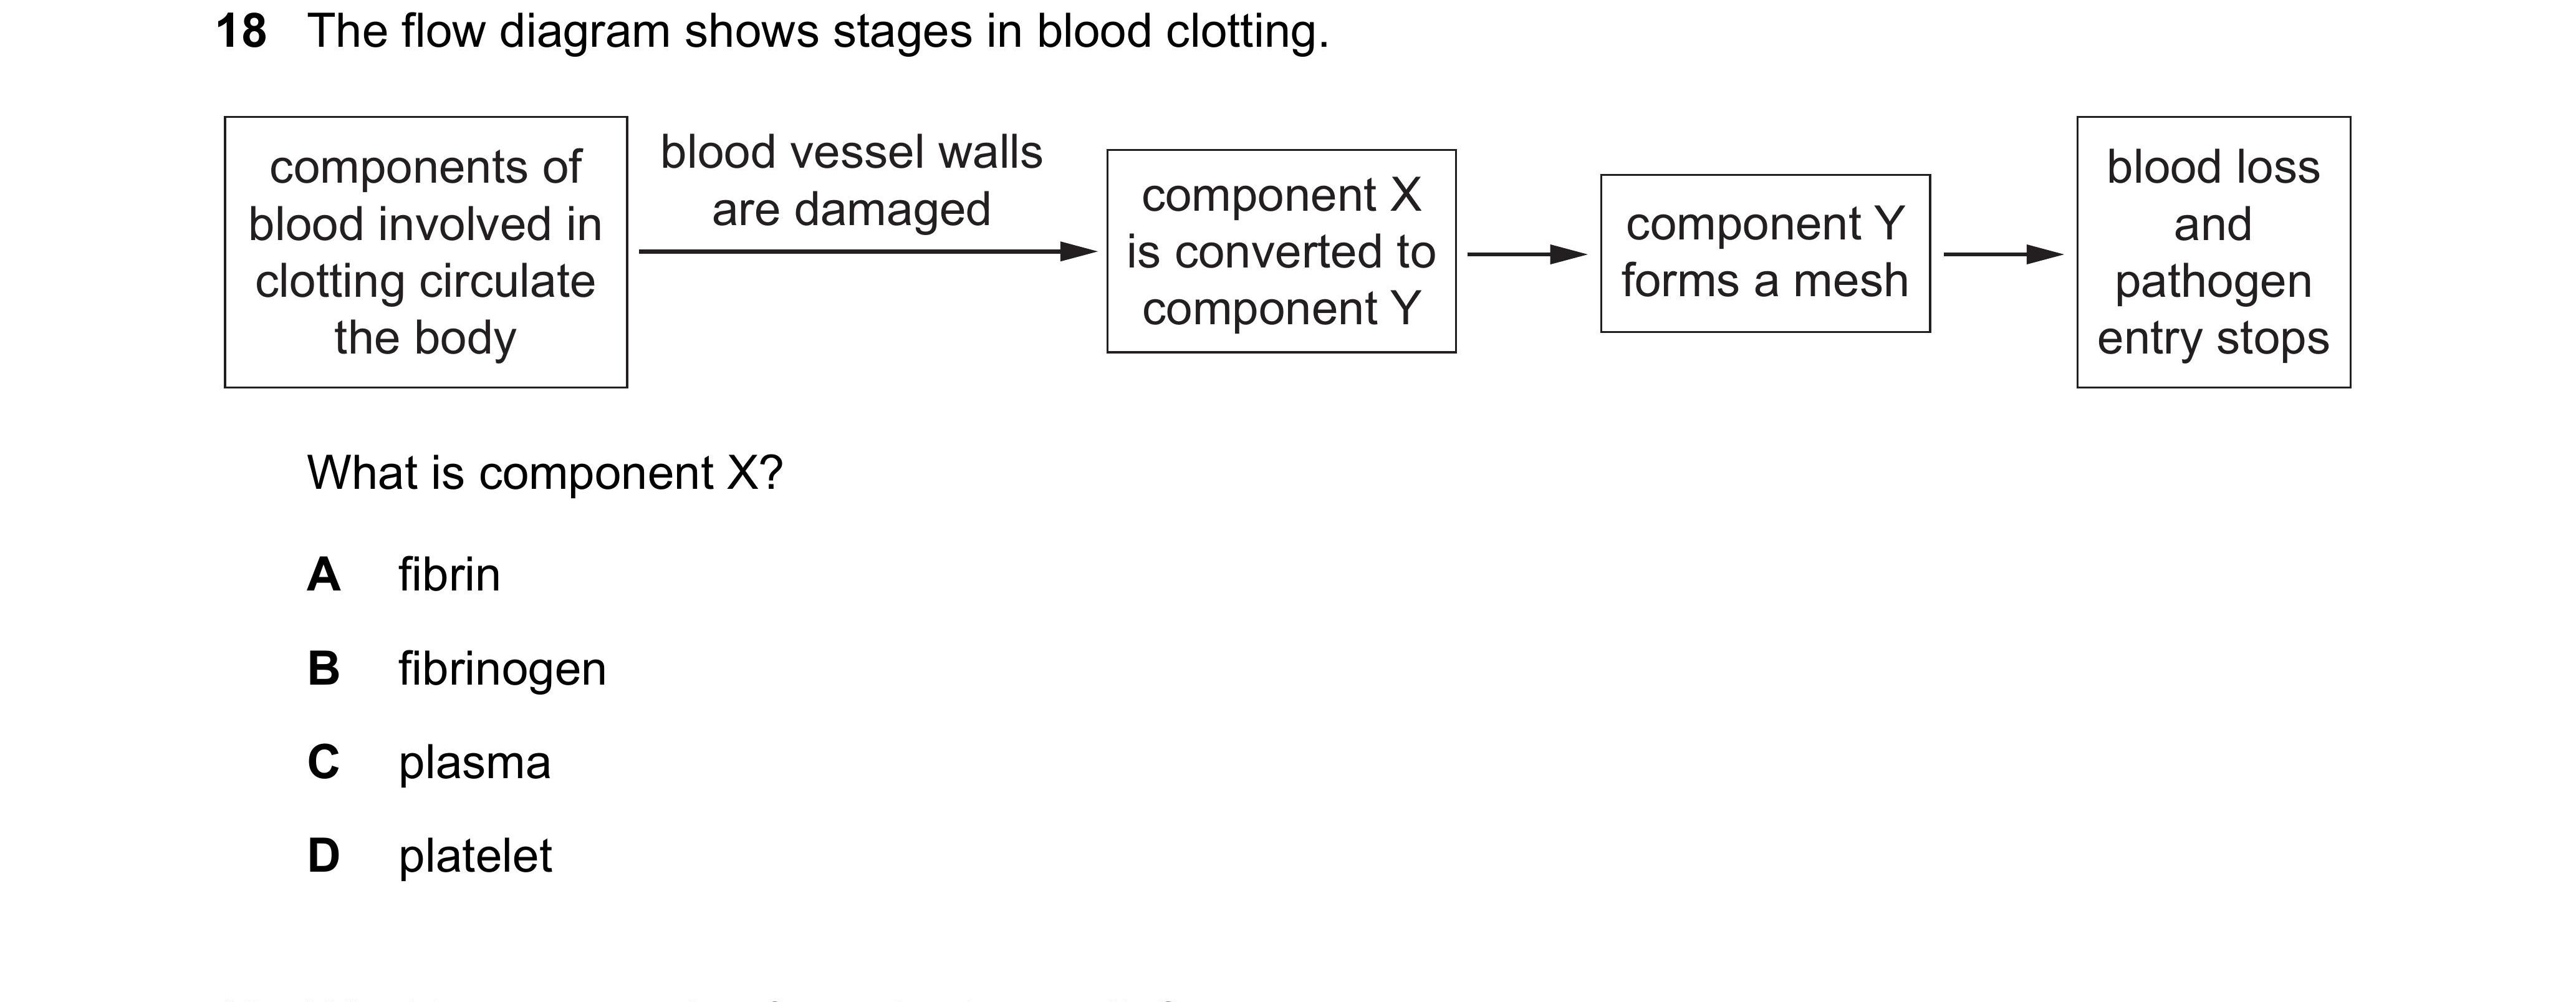 18 The flow diagram shows stages in blood clotting.
components of
blood involved in
clotting circulate
the body
blood vessel walls
are damaged
component X
is converted to
component Y
component Y
forms a mesh
blood loss
and
pathogen
entry stops
What is component X?
A fibrin
B fibrinogen
C plasma
D platelet